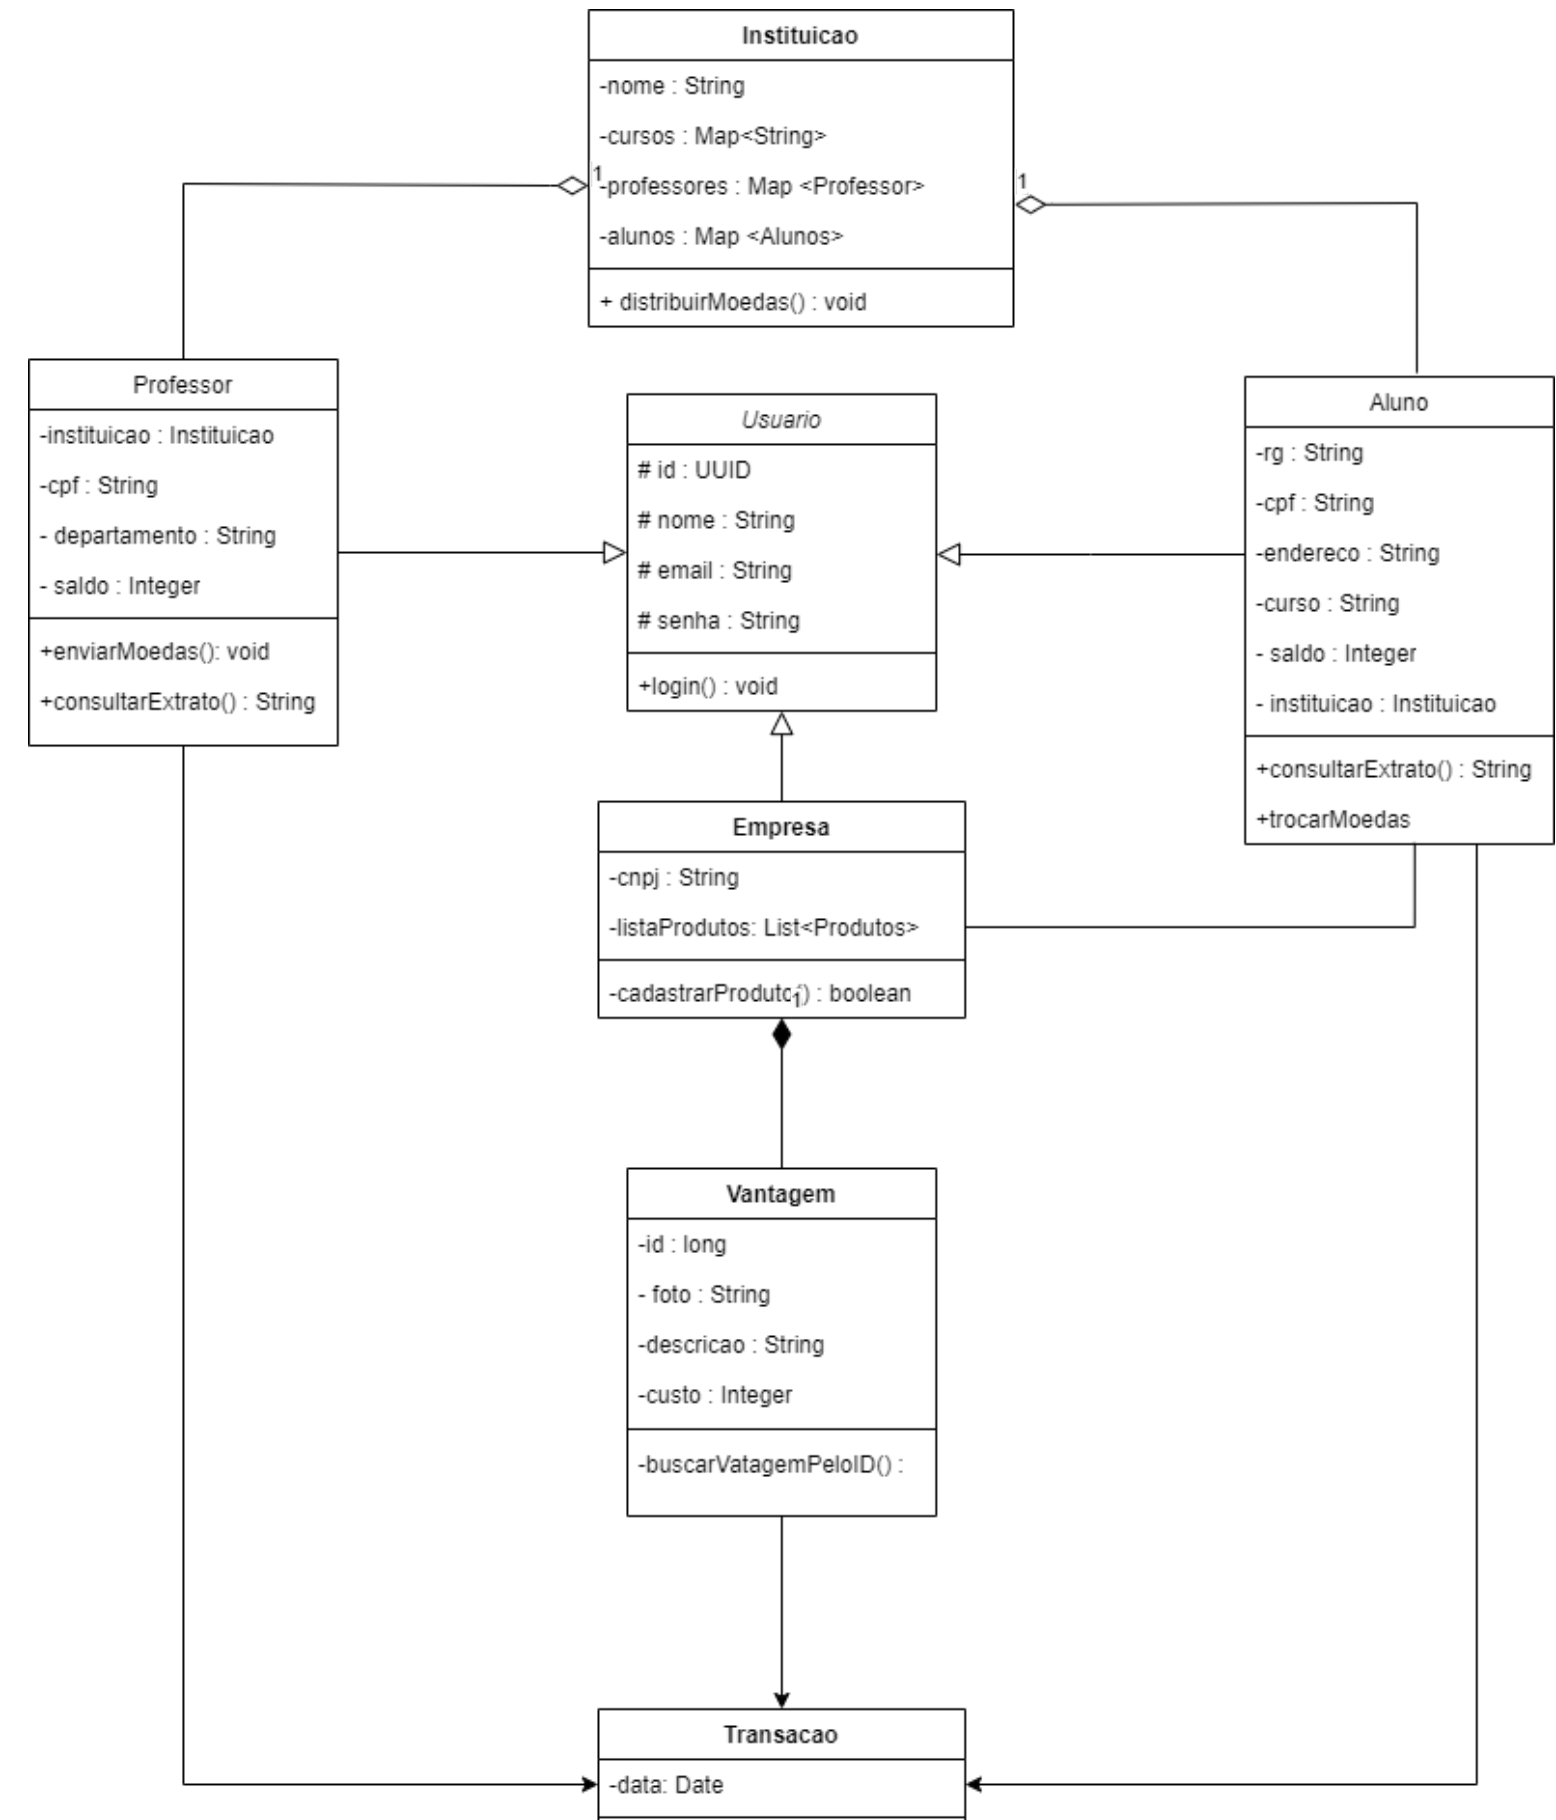 Instituicao
-nome : String
-cursos : Map<String>
1
-professores : Map <Professor>
1
-alunos : Map <Alunos>
+ distribuirMoedas() : void
Professor
-instituicao : Instituicao
-cpf : String
- departamento : String
- saldo : Integer
+enviarMoedas(): void
+consultarExtrato() : String
Usuario
# id : UUID
# nome : String
# email : String
# senha : String
+login() : void
Aluno
-rg : String
-cpf : String
-endereco : String
-curso : String
- saldo : Integer
- instituicao : Instituicao
+consultarExtrato() : String
+trocarMoedas
Empresa
-cnpj : String
-listaProdutos: List<Produtos>
-cadastrarProduto() : boolean
1
Vantagem
-id : long
- foto : String
-descricao : String
-custo : Integer
-buscarVatagemPeloID() :
Transacao
-data: Date